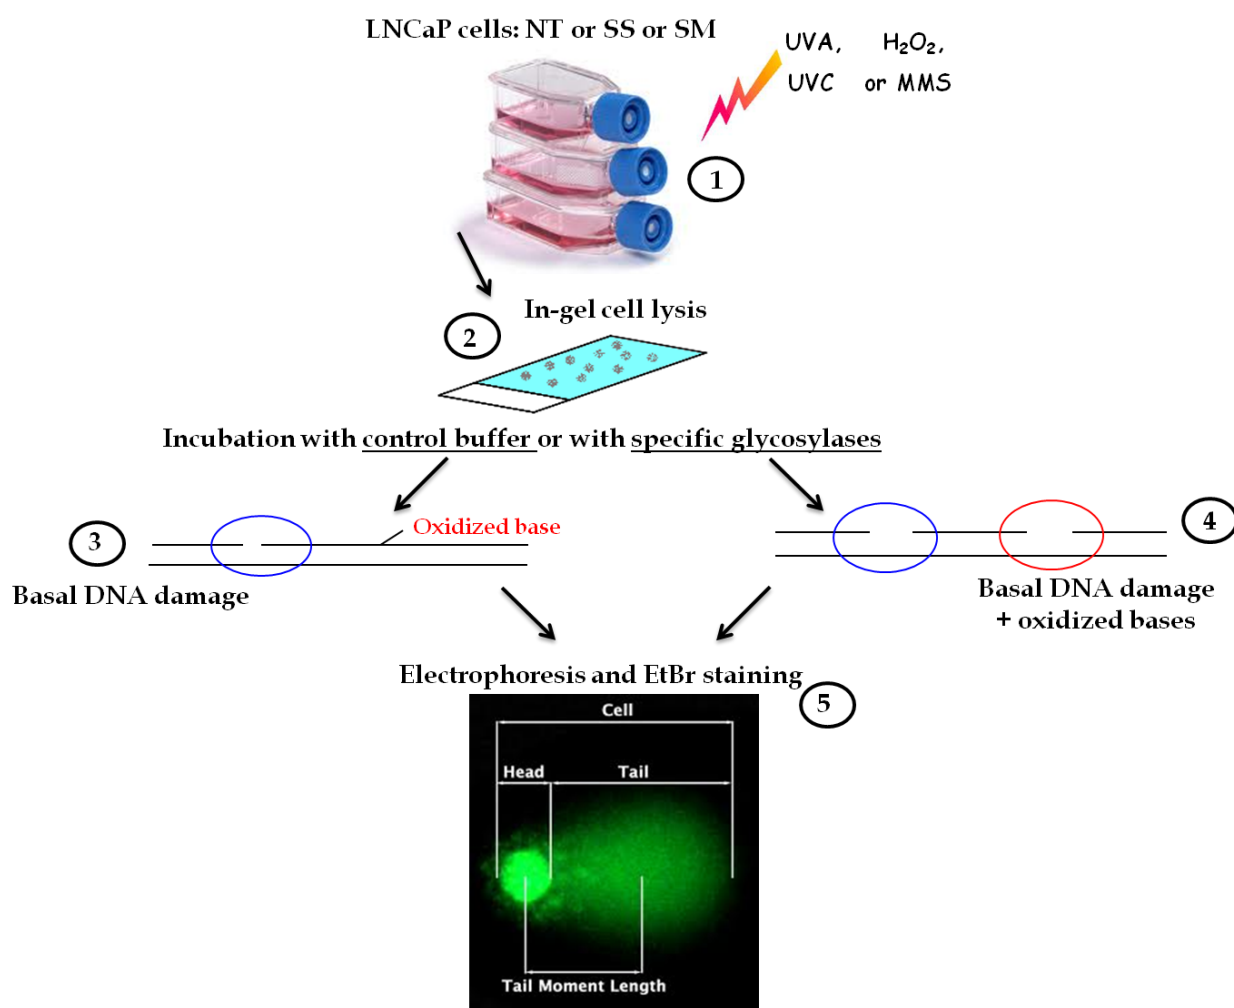 LNCaP cells: NT or SS or SM
UVA, H₂O₂,
UVC or MMS
1
In-gel cell lysis
2
Incubation with control buffer or with specific glycosylases
Oxidized base
3
4
Basal DNA damage
Basal DNA damage
+ oxidized bases
Electrophoresis and EtBr staining
5
Cell
Head Tail
Tail Moment Length